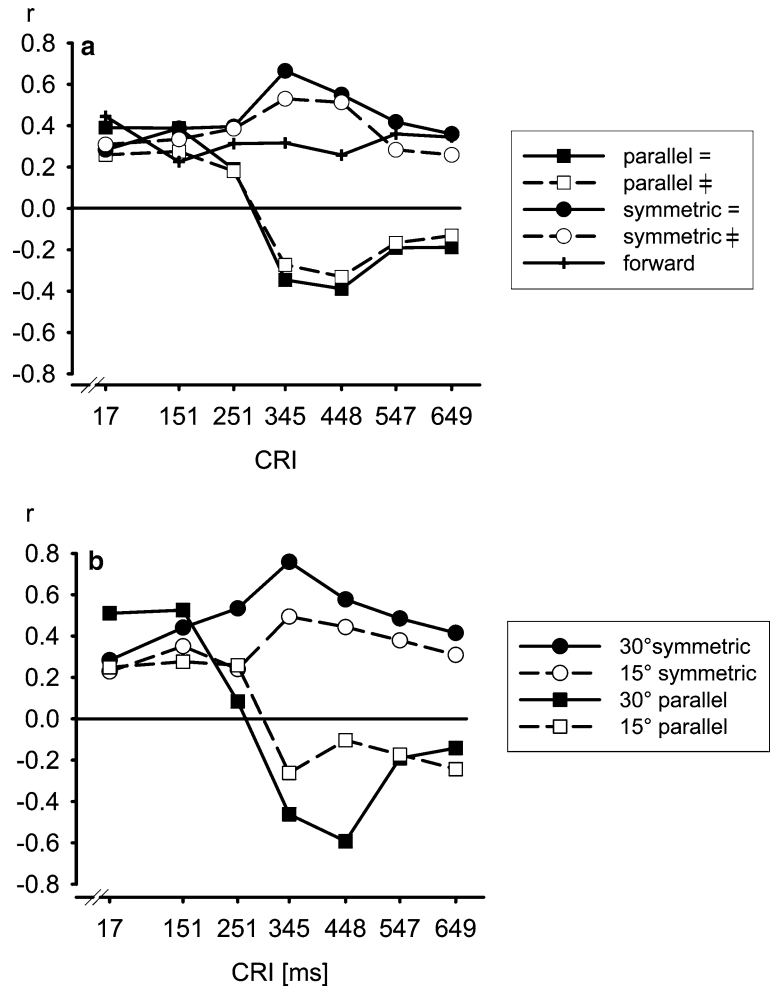 r
a
0.8
0.6
0.4
0.2
0.0
-0.2
-0.4
-0.6
-0.8
17 151 251 345 448 547 649
CRI
parallel =
parallel ǂ
symmetric =
symmetric ǂ
forward
r
b
0.8
0.6
0.4
0.2
0.0
-0.2
-0.4
-0.6
-0.8
17 151 251 345 448 547 649
CRI [ms]
30°symmetric
15° symmetric
30° parallel
15° parallel